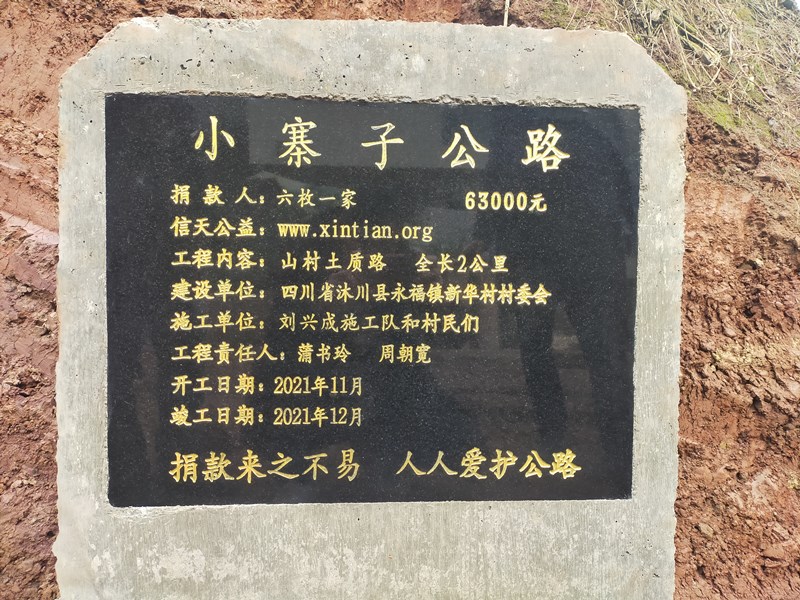 小寨子公路
捐款人：六枚一家 63000元
信天公益：www.xintian.org
工程内容：山村土质路 全长2公里
建设单位：四川省沐川县永福镇新华村村委会
施工单位：刘兴成施工队和村民们
工程责任人：蒲书玲 周朝宽
开工日期：2021年11月
竣工日期：2021年12月
捐款来之不易 人人爱护公路